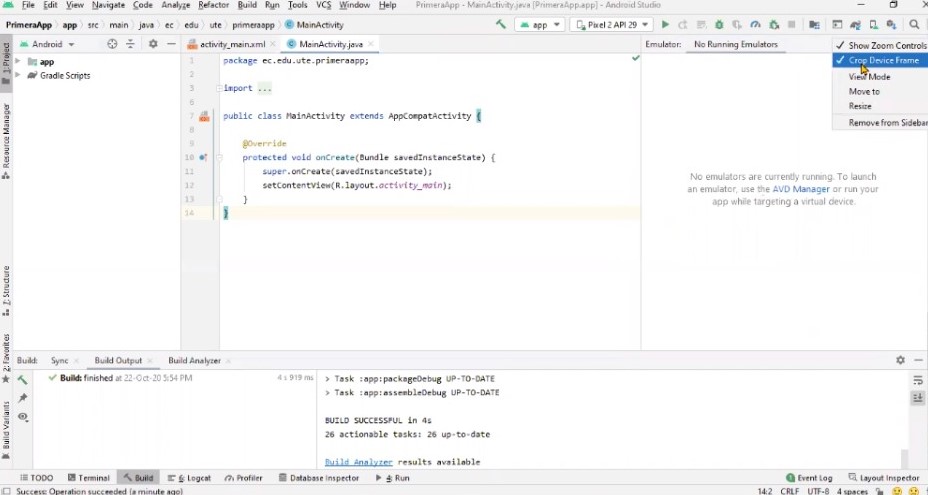 File Edit View Navigate Code Analyze Refactor Build Run Tools VCS Window Help PrimeraApp - MainActivity.java [PrimeraApp.app] - Android Studio
PrimeraApp app src main java ec edu ute primeraapp MainActivity
app Pixel 2 API 29
Android
activity_main.xml
MainActivity.java
Emulator: No Running Emulators
Show Zoom Controls
Crop Device Frame
View Mode
Move to
Resize
Remove from Sidebar
1: Project
Resource Manager
Z: Structure
2: Favorites
Build Variants
app
Gradle Scripts
1 package ec.edu.ute.primeraapp;
2
3 import ...
6
7 public class MainActivity extends AppCompatActivity {
8
9 @Override
10 protected void onCreate(Bundle savedInstanceState) {
11 super.onCreate(savedInstanceState);
12 setContentView(R.layout.activity_main);
13 }
14 }
No emulators are currently running. To launch
an emulator, use the AVD Manager or run your
app while targeting a virtual device.
Build: Sync Build Output Build Analyzer
Build: finished at 22-Oct-20 5:54 PM 4 s 919 ms
> Task :app:packageDebug UP-TO-DATE
> Task :app:assembleDebug UP-TO-DATE
BUILD SUCCESSFUL in 4s
26 actionable tasks: 26 up-to-date
Build Analyzer results available
TODO Terminal Build 6: Logcat Profiler Database Inspector 4: Run Event Log Layout Inspector
Success: Operation succeeded (a minute ago) 14:2 CRLF UTF-8 4 spaces